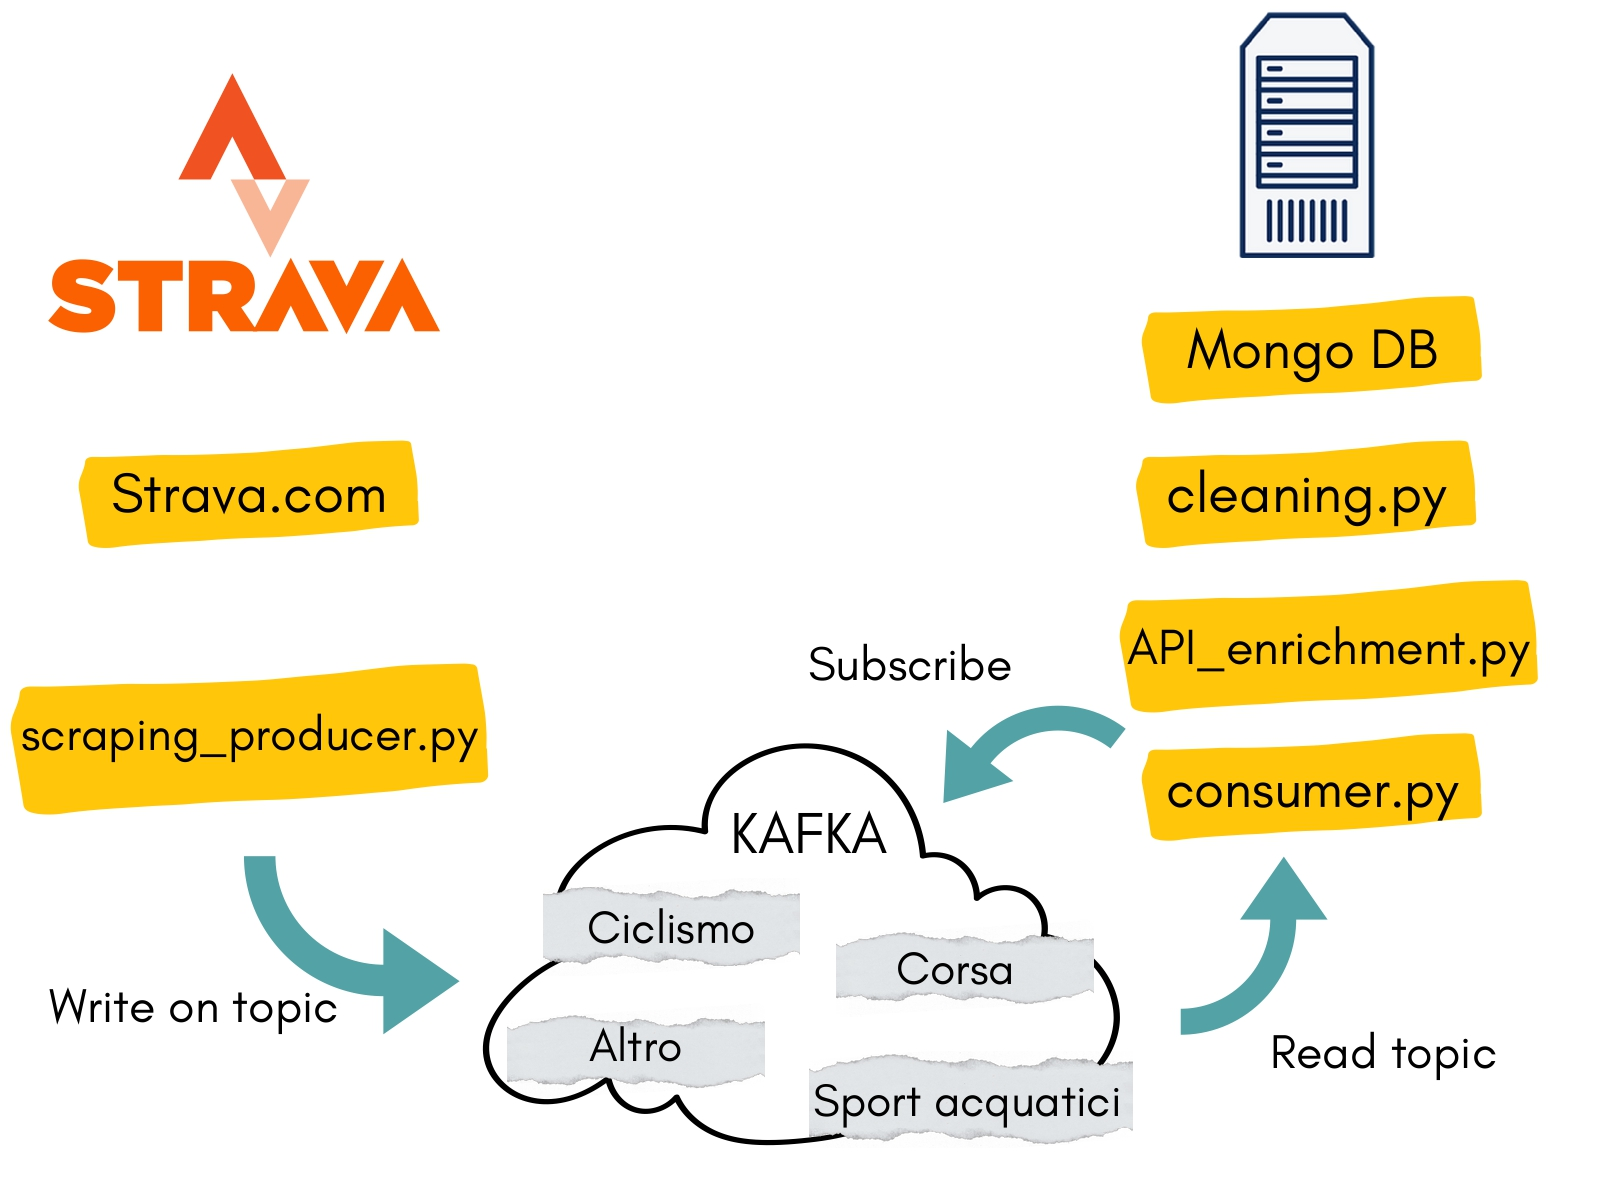 STRAVA
Strava.com
scraping_producer.py
Write on topic
KAFKA
Ciclismo
Corsa
Altro
Sport acquatici
Subscribe
Mongo DB
cleaning.py
API_enrichment.py
consumer.py
Read topic